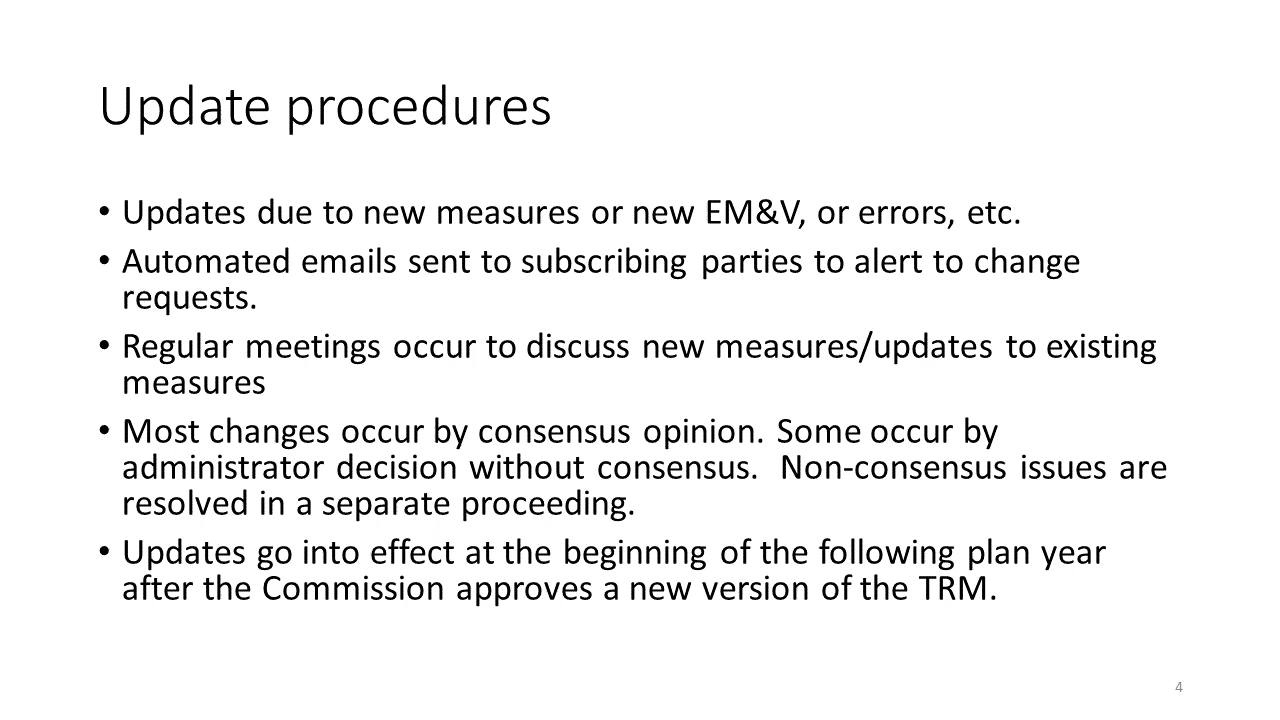 Update procedures
• Updates due to new measures or new EM&V, or errors, etc.
• Automated emails sent to subscribing parties to alert to change
requests.
• Regular meetings occur to discuss new measures/updates to existing
measures
• Most changes occur by consensus opinion. Some occur by
administrator decision without consensus.  Non-consensus issues are
resolved in a separate proceeding.
• Updates go into effect at the beginning of the following plan year
after the Commission approves a new version of the TRM.
4